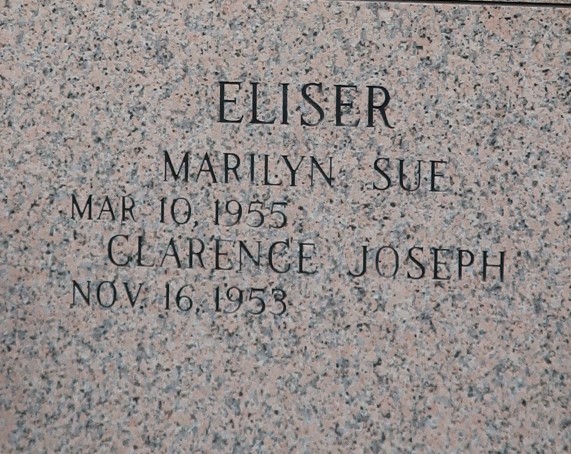 ELISER
MARILYN SUE
MAR 10, 1955
CLARENCE JOSEPH
NOV. 16, 1953